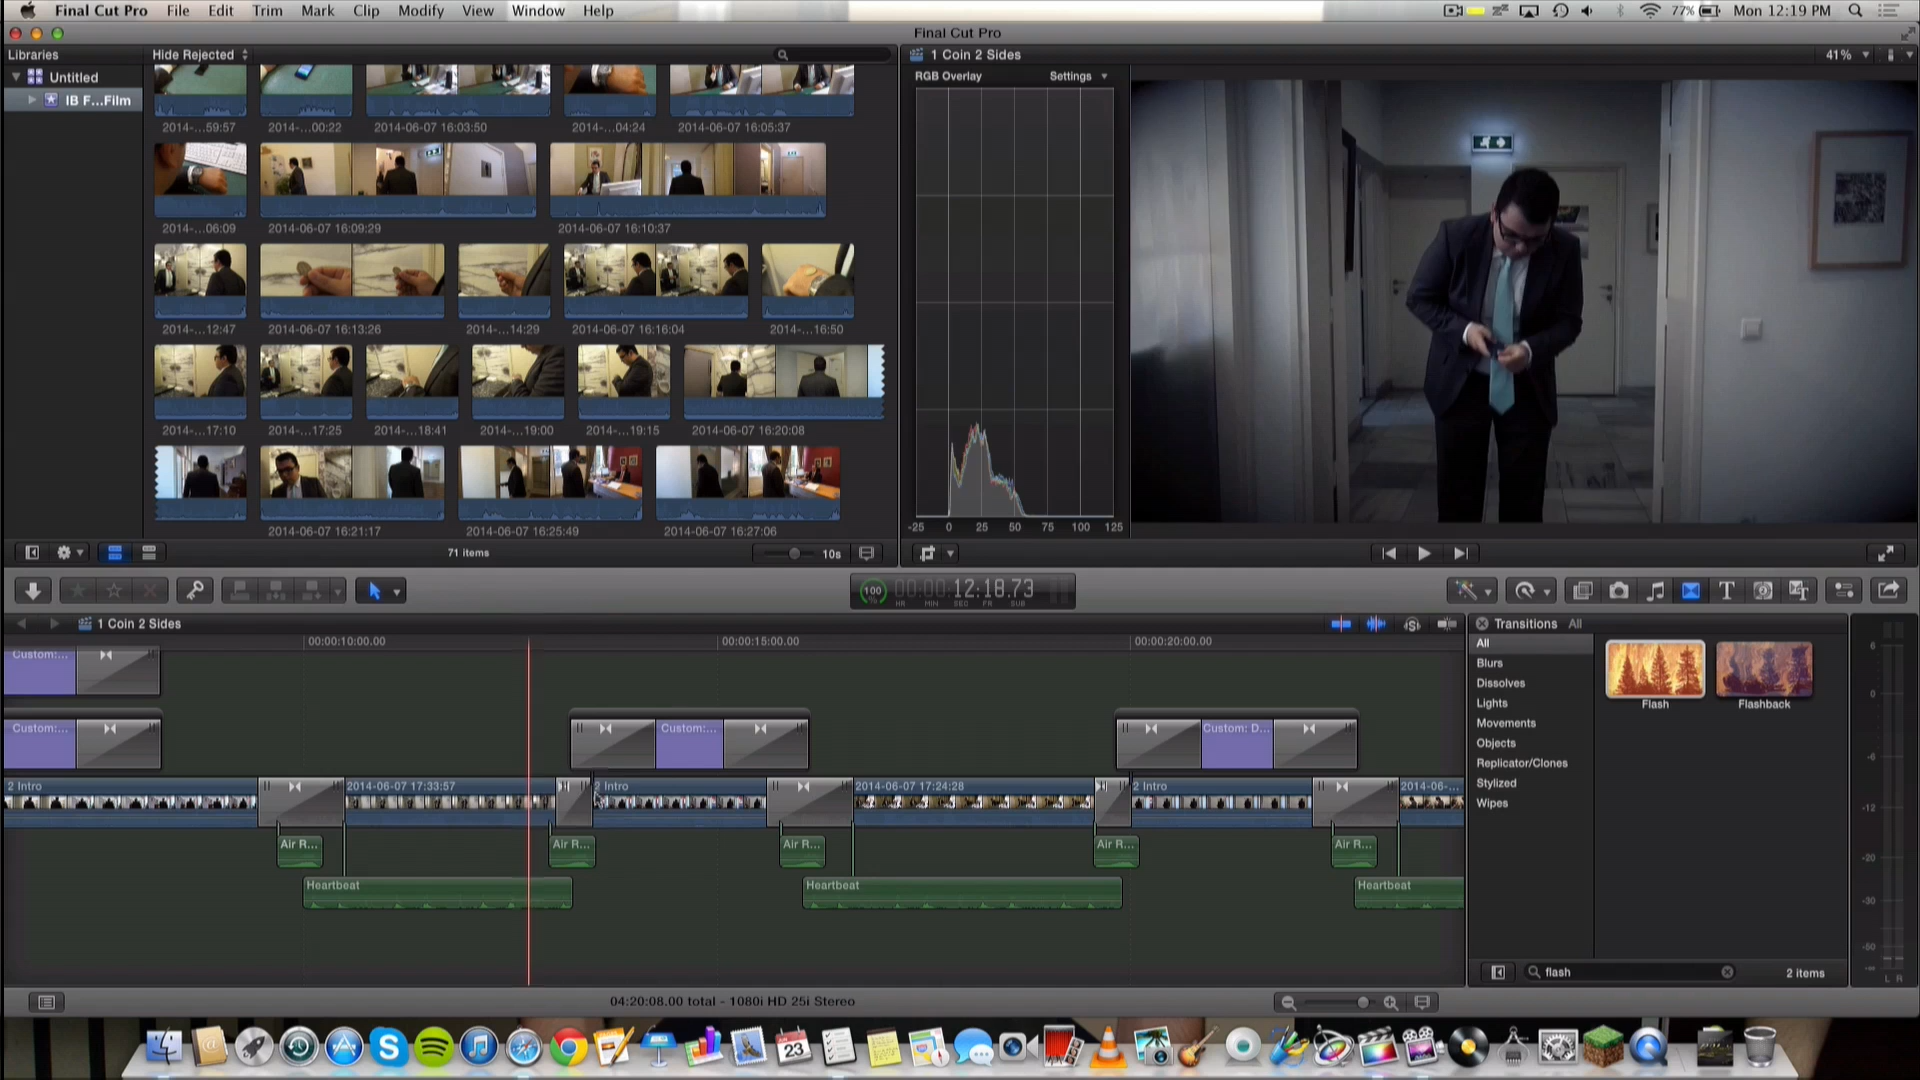 Final Cut Pro File Edit Trim Mark Clip Modify View Window Help 77% Mon 12:19 PM
Final Cut Pro
Libraries Hide Rejected 1 Coin 2 Sides 41%
Untitled
IB F...Film
RGB Overlay Settings
2014-...59:57 2014-...00:22 2014-06-07 16:03:50 2014-...04:24 2014-06-07 16:05:37
2014-...06:09 2014-06-07 16:09:29 2014-06-07 16:10:37
2014-...12:47 2014-06-07 16:13:26 2014-...14:29 2014-06-07 16:16:04 2014-...16:50
2014-...17:10 2014-...17:25 2014-...18:41 2014-...19:00 2014-...19:15 2014-06-07 16:20:08
2014-06-07 16:21:17 2014-06-07 16:25:49 2014-06-07 16:27:06
-25 0 25 50 75 100 125
71 items 10s
100 % 00:00:12:18.73
HR MIN SEC FR SUB
1 Coin 2 Sides
00:00:10:00.00 00:00:15:00.00 00:00:20:00.00
Custom:...
Custom:... Custom:... Custom: D...
2 Intro 2014-06-07 17:33:57 2 Intro 2014-06-07 17:24:28 2 Intro 2014-06-...
Air R... Air R... Air R... Air R... Air R...
Heartbeat Heartbeat Heartbeat
Transitions All
All
Blurs
Dissolves
Lights
Movements
Objects
Replicator/Clones
Stylized
Wipes
Flash Flashback
flash 2 items
6
0
-6
-12
-20
-30
-50
-∞
L R
04:20:08.00 total - 1080i HD 25i Stereo
23